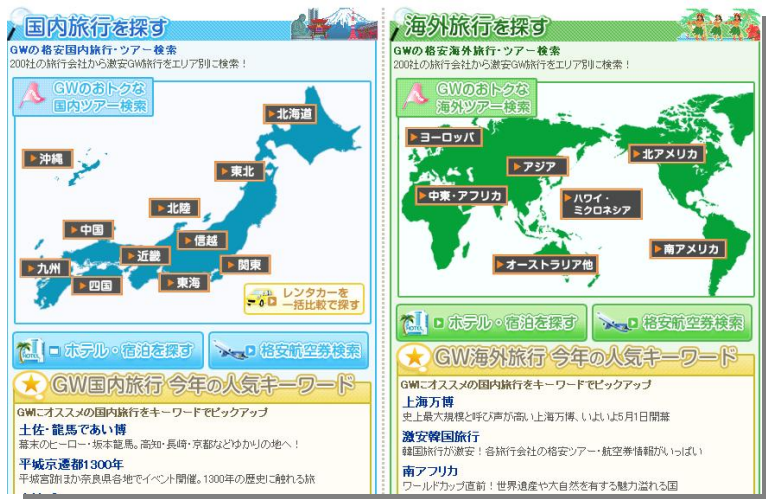 国内旅行を探す
GWの格安国内旅行・ツアー検索
200社の旅行会社から激安GW旅行をエリア別に検索！
GWのおトクな
国内ツアー検索
北海道
沖縄
東北
北陸
中国
信越
近畿
関東
九州
四国
東海
レンタカーを
一括比較で探す
HOTEL
ホテル・宿泊を探す
格安航空券検索
GW国内旅行 今年の人気キーワード
GWにオススメの国内旅行をキーワードでピックアップ
土佐・龍馬であい博
幕末のヒーロー・坂本龍馬。高知・長崎・京都などゆかりの地へ！
平城京遷都1300年
平城宮跡ほか奈良県各地でイベント開催。1300年の歴史に触れる旅
海外旅行を探す
GWの格安海外旅行・ツアー検索
200社の旅行会社から激安GW旅行をエリア別に検索！
GWのおトクな
海外ツアー検索
ヨーロッパ
アジア
北アメリカ
中東・アフリカ
ハワイ・
ミクロネシア
南アメリカ
オーストラリア他
HOTEL
ホテル・宿泊を探す
格安航空券検索
GW海外旅行 今年の人気キーワード
GWにオススメの国内旅行をキーワードでピックアップ
上海万博
史上最大規模と呼び声が高い上海万博、いよいよ5月1日開幕
激安韓国旅行
韓国旅行が激安！各旅行会社の格安ツアー・航空券情報がいっぱい
南アフリカ
ワールドカップ直前！世界遺産や大自然を有する魅力溢れる国